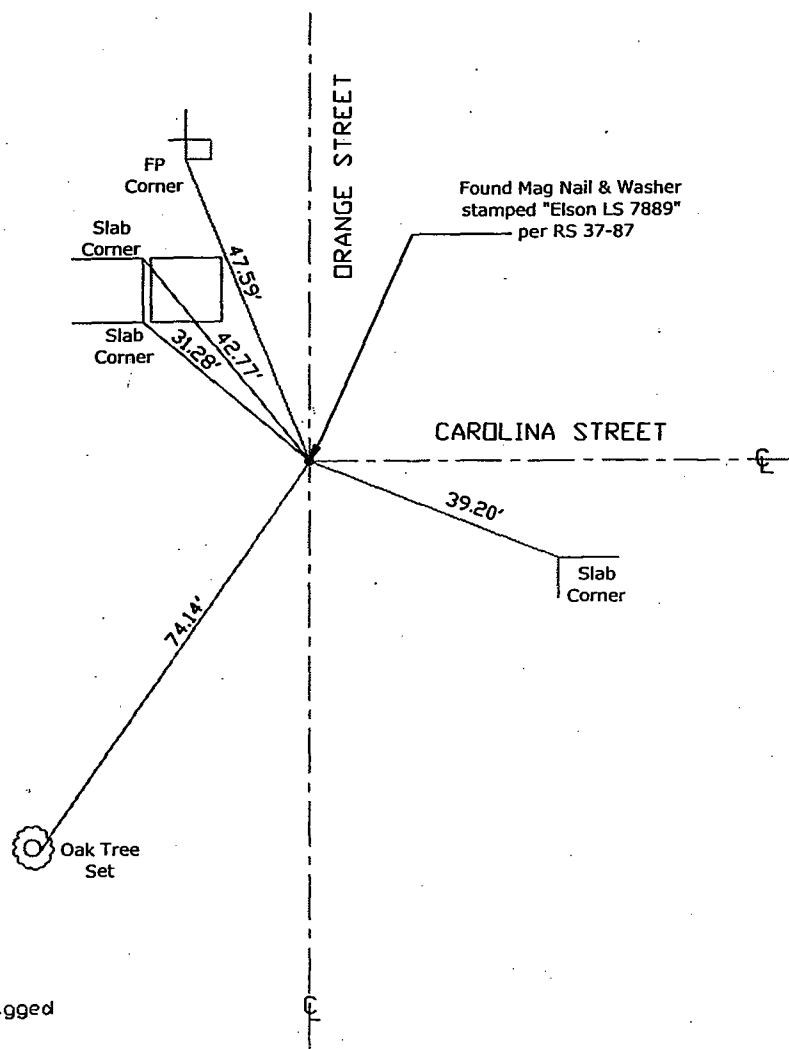 ORANGE STREET
FP
Corner
Found Mag Nail & Washer
stamped "Elson LS 7889"
per RS 37-87
Slab
Corner
47.59'
42.77'
31.28'
Slab
Corner
CAROLINA STREET
℄
39.20'
Slab
Corner
74.14'
Oak Tree
Set
gged
℄